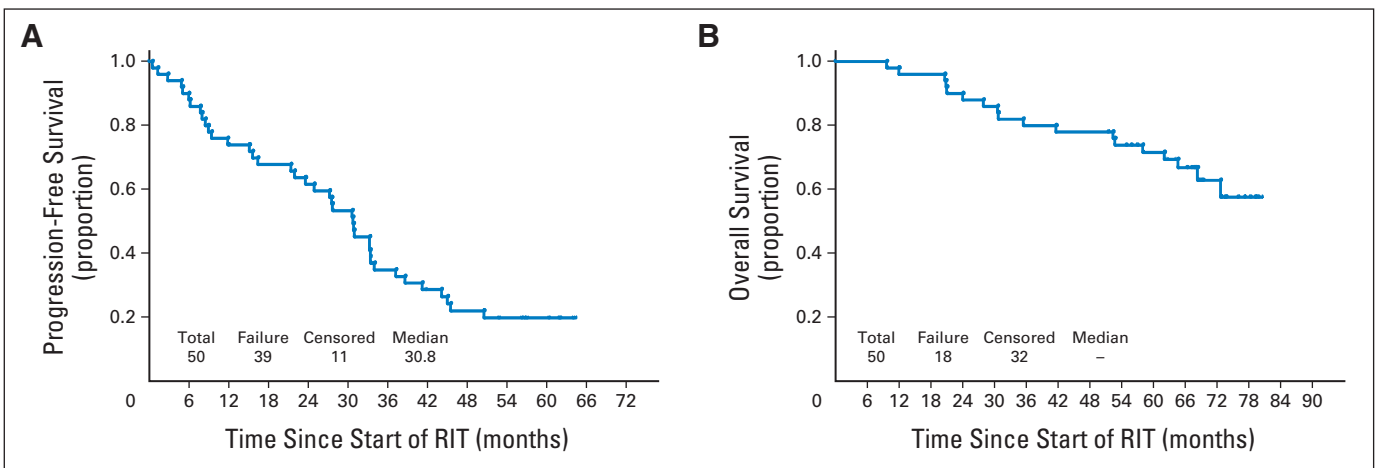 A
Progression-Free Survival
(proportion)
1.0
0.8
0.6
0.4
0.2
Total Failure Censored Median
50 39 11 30.8
0 6 12 18 24 30 36 42 48 54 60 66 72
Time Since Start of RIT (months)
B
Overall Survival
(proportion)
1.0
0.8
0.6
0.4
0.2
Total Failure Censored Median
50 18 32 –
0 6 12 18 24 30 36 42 48 54 60 66 72 78 84 90
Time Since Start of RIT (months)